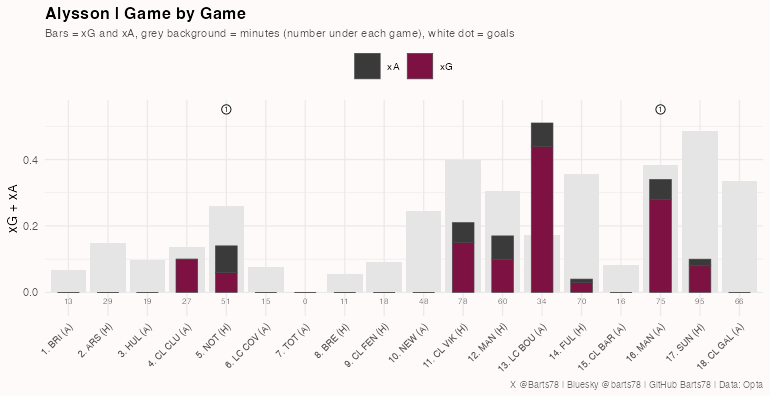 Alysson | Game by Game
Bars = xG and xA, grey background = minutes (number under each game), white dot = goals
xA xG
1 1
xG + xA
0.4
0.2
0.0
13 29 19 27 51 15 0 11 18 48 78 60 34 70 16 75 95 66
1. BRI (A)
2. ARS (H)
3. HUL (A)
4. CL CLU (A)
5. NOT (H)
6. LC COV (A)
7. TOT (A)
8. BRE (H)
9. CL FEN (H)
10. NEW (A)
11. CL VIK (H)
12. MAN (H)
13. LC BOU (A)
14. FUL (H)
15. CL BAR (A)
16. MAN (A)
17. SUN (H)
18. CL GAL (A)
X @Barts78 | Bluesky @barts78 | GitHub Barts78 | Data: Opta